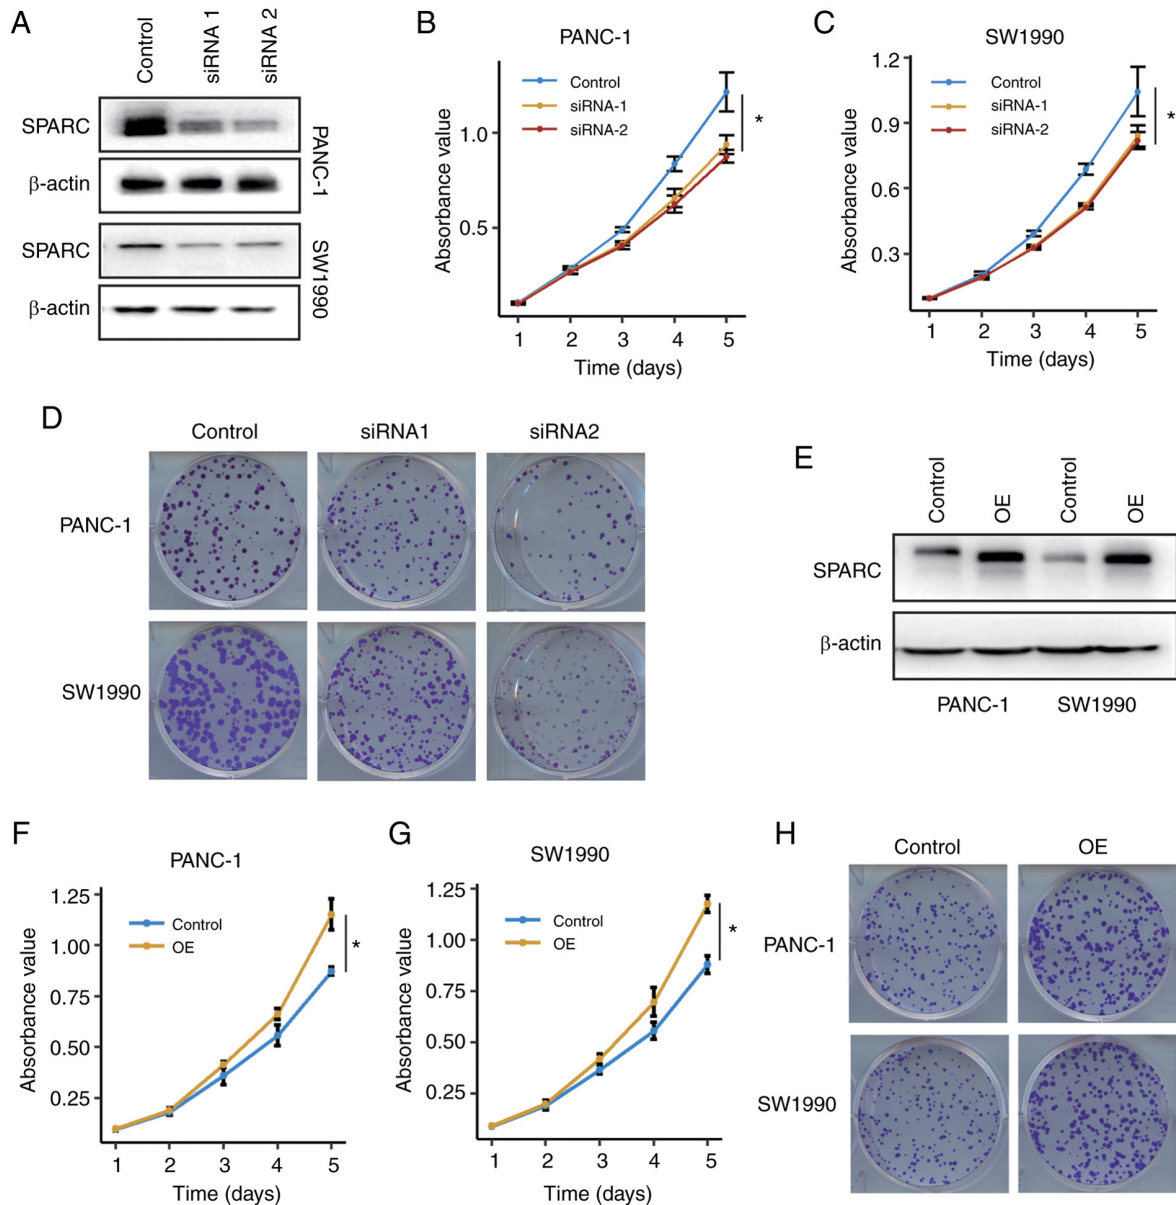 A
Control
siRNA 1
siRNA 2
SPARC
β-actin
PANC-1
SPARC
β-actin
SW1990
B
PANC-1
Control
siRNA-1
siRNA-2
*
1.0
0.5
Absorbance value
1 2 3 4 5
Time (days)
C
SW1990
Control
siRNA-1
siRNA-2
*
1.2
0.9
0.6
0.3
Absorbance value
1 2 3 4 5
Time (days)
D
Control siRNA1 siRNA2
PANC-1
SW1990
E
Control
OE
Control
OE
SPARC
β-actin
PANC-1 SW1990
F
PANC-1
Control
OE
*
1.25
1.00
0.75
0.50
0.25
Absorbance value
1 2 3 4 5
Time (days)
G
SW1990
Control
OE
*
1.25
1.00
0.75
0.50
0.25
Absorbance value
1 2 3 4 5
Time (days)
H
Control OE
PANC-1
SW1990